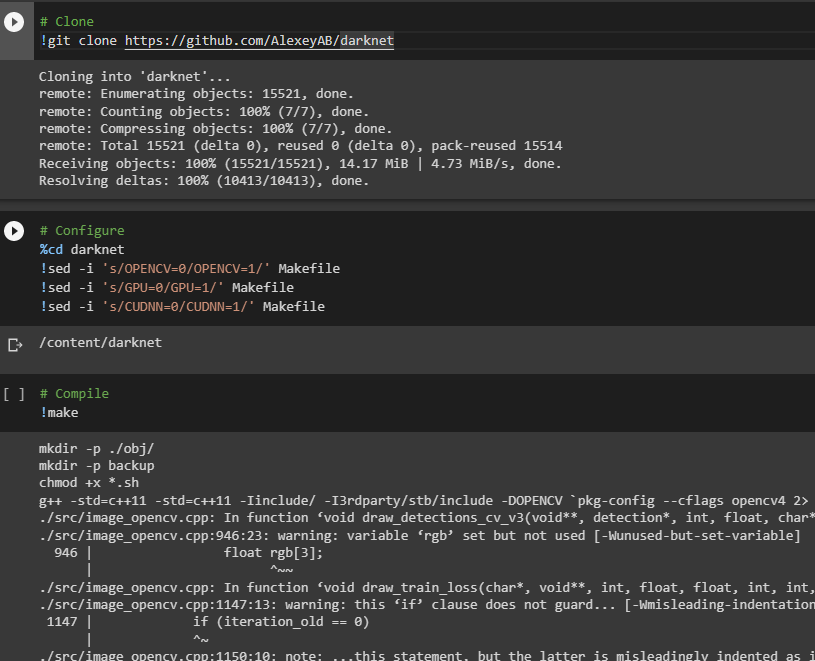 # Clone
!git clone https://github.com/AlexeyAB/darknet
Cloning into 'darknet'...
remote: Enumerating objects: 15521, done.
remote: Counting objects: 100% (7/7), done.
remote: Compressing objects: 100% (7/7), done.
remote: Total 15521 (delta 0), reused 0 (delta 0), pack-reused 15514
Receiving objects: 100% (15521/15521), 14.17 MiB | 4.73 MiB/s, done.
Resolving deltas: 100% (10413/10413), done.
# Configure
%cd darknet
!sed -i 's/OPENCV=0/OPENCV=1/' Makefile
!sed -i 's/GPU=0/GPU=1/' Makefile
!sed -i 's/CUDNN=0/CUDNN=1/' Makefile
/content/darknet
[ ] # Compile
!make
mkdir -p ./obj/
mkdir -p backup
chmod +x *.sh
g++ -std=c++11 -std=c++11 -Iinclude/ -I3rdparty/stb/include -DOPENCV `pkg-config --cflags opencv4 2>
./src/image_opencv.cpp: In function ‘void draw_detections_cv_v3(void**, detection*, int, float, char*
./src/image_opencv.cpp:946:23: warning: variable ‘rgb’ set but not used [-Wunused-but-set-variable]
946 | float rgb[3];
| ^~~
./src/image_opencv.cpp: In function ‘void draw_train_loss(char*, void**, int, float, float, int, int,
./src/image_opencv.cpp:1147:13: warning: this ‘if’ clause does not guard... [-Wmisleading-indentation
1147 | if (iteration_old == 0)
| ^~
./src/image_opencv.cpp:1150:10: note: ...this statement, but the latter is misleadingly indented as i